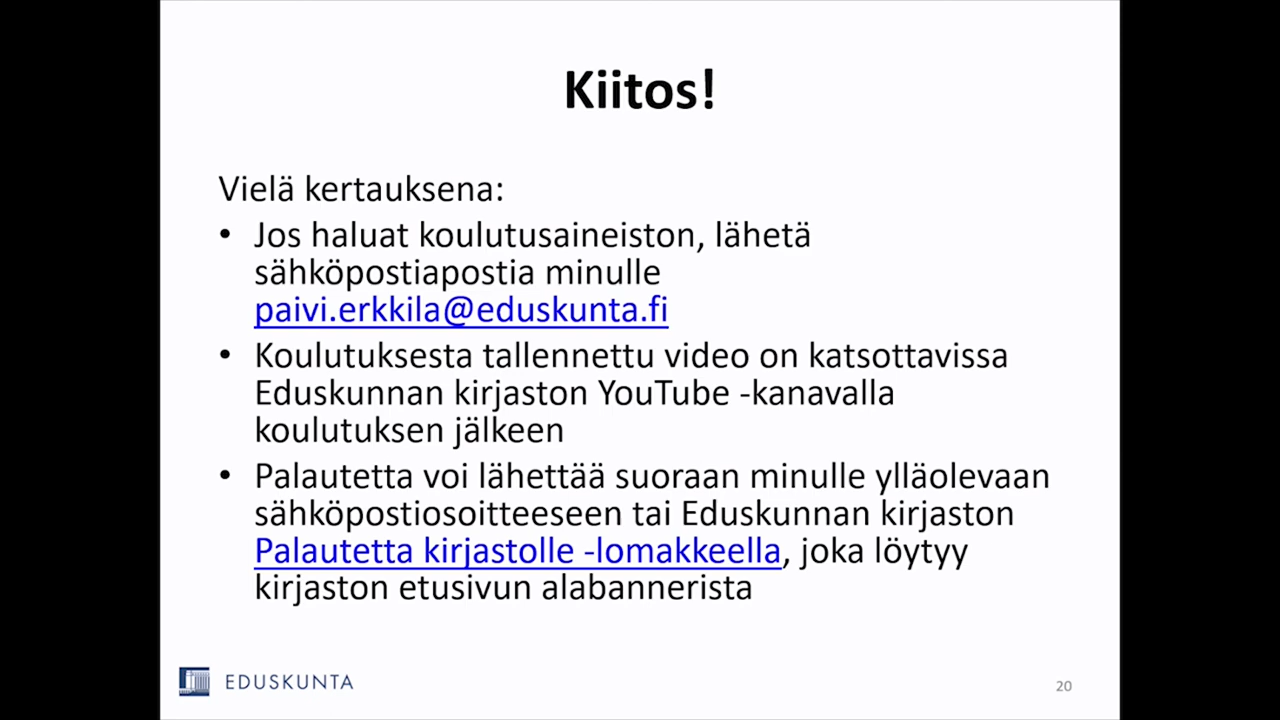 Kiitos!
Vielä kertauksena:
• Jos haluat koulutusaineiston, lähetä
sähköpostiapostia minulle
paivi.erkkila@eduskunta.fi
• Koulutuksesta tallennettu video on katsottavissa
Eduskunnan kirjaston YouTube -kanavalla
koulutuksen jälkeen
• Palautetta voi lähettää suoraan minulle ylläolevaan
sähköpostiosoitteeseen tai Eduskunnan kirjaston
Palautetta kirjastolle -lomakkeella, joka löytyy
kirjaston etusivun alabannerista
EDUSKUNTA
20